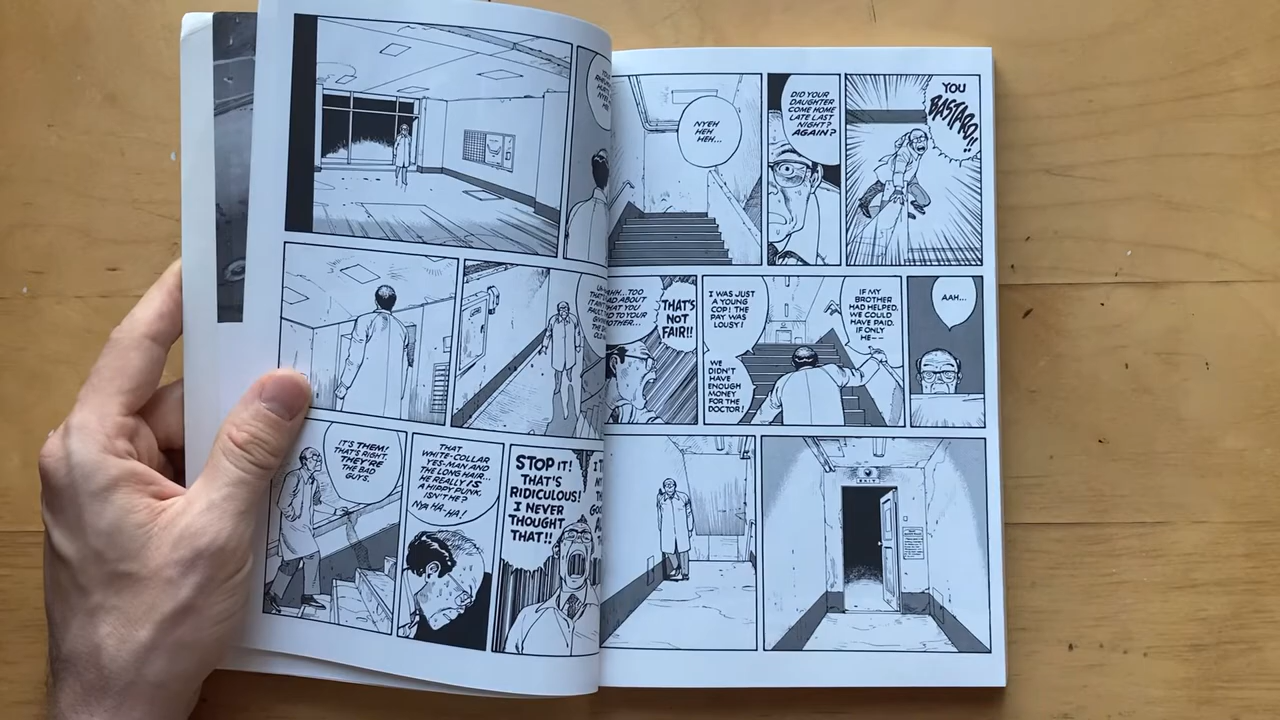 IT'S THEM!
THAT'S RIGHT.
THEY'RE
THE BAD
GUYS.
THAT
WHITE-COLLAR
YES-MAN AND
THE LONG HAIR...
HE REALLY IS
A HIPPY PUNK,
ISN'T HE?
NYA-HA-HA!
STOP IT!
THAT'S
RIDICULOUS!
I NEVER
THOUGHT
THAT!!
NYEH
HEH
HEH...
DID YOUR
DAUGHTER
COME HOME
LATE LAST
NIGHT?
AGAIN?
YOU
BASTARD!!
THAT'S
NOT
FAIR!!
I WAS JUST
A YOUNG
COP! THE
PAY WAS
LOUSY!
WE
DIDN'T
HAVE
ENOUGH
MONEY
FOR THE
DOCTOR!
IF MY
BROTHER
HAD HELPED,
WE COULD
HAVE PAID.
IF ONLY
HE--
AAH...
EXIT